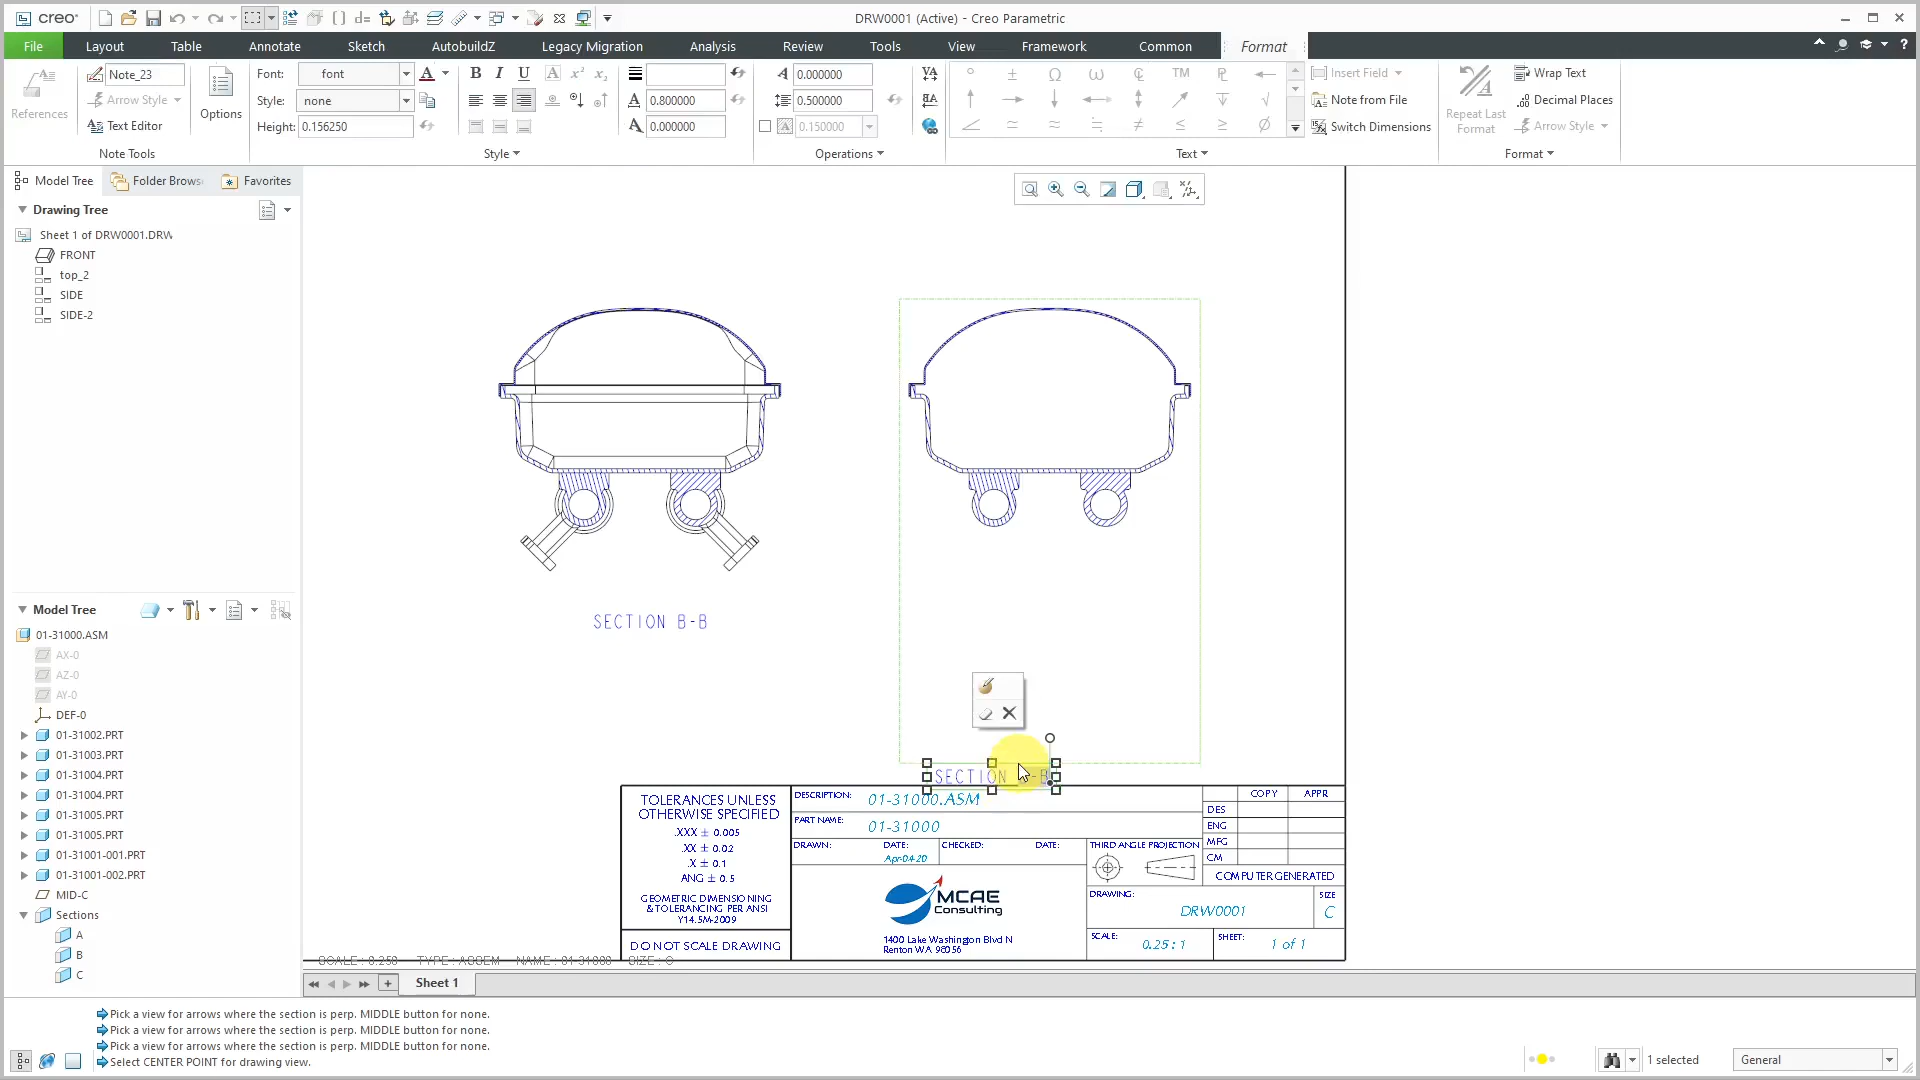 creo
DRW0001 (Active) - Creo Parametric
File Layout Table Annotate Sketch AutobuildZ Legacy Migration Analysis Review Tools View Framework Common Format
References
Note_23
Arrow Style
Text Editor
Note Tools
Options
Font: font
Style: none
Height: 0.156250
Style
0.800000
0.000000
0.000000
0.500000
0.150000
Operations
TM
Text
Insert Field
Note from File
Switch Dimensions
Repeat Last
Format
Wrap Text
Decimal Places
Arrow Style
Format
Model Tree Folder Brows Favorites
Drawing Tree
Sheet 1 of DRW0001.DRW
FRONT
top_2
SIDE
SIDE-2
Model Tree
01-31000.ASM
AX-0
AZ-0
AY-0
DEF-0
01-31002.PRT
01-31003.PRT
01-31004.PRT
01-31004.PRT
01-31005.PRT
01-31005.PRT
01-31001-001.PRT
01-31001-002.PRT
MID-C
Sections
A
B
C
SECTION B-B
SECTION
-B
TOLERANCES UNLESS
OTHERWISE SPECIFIED
.XXX ± 0.005
.XX ± 0.02
.X ± 0.1
ANG ± 0.5
GEOMETRIC DIMENSIONING
& TOLERANCING PER ANSI
Y14.5M-2009
DO NOT SCALE DRAWING
DESCRIPTION: 01-31000.ASM
PART NAME: 01-31000
DRAWN: DATE: CHECKED: DATE:
Apr-04-20
MCAE
Consulting
1400 Lake Washington Blvd N
Renton WA 98056
THIRD ANGLE PROJECTION
COPY APPR
DES
ENG
MFG
CM
COMPUTER GENERATED
DRAWING: DRW0001
SIZE C
SCALE: 0.25 : 1
SHEET: 1 of 1
SCALE : 0.250 TYPE : ASSEM NAME : 01-31000 SIZE : C
Sheet 1
Pick a view for arrows where the section is perp. MIDDLE button for none.
Pick a view for arrows where the section is perp. MIDDLE button for none.
Pick a view for arrows where the section is perp. MIDDLE button for none.
Select CENTER POINT for drawing view.
1 selected
General